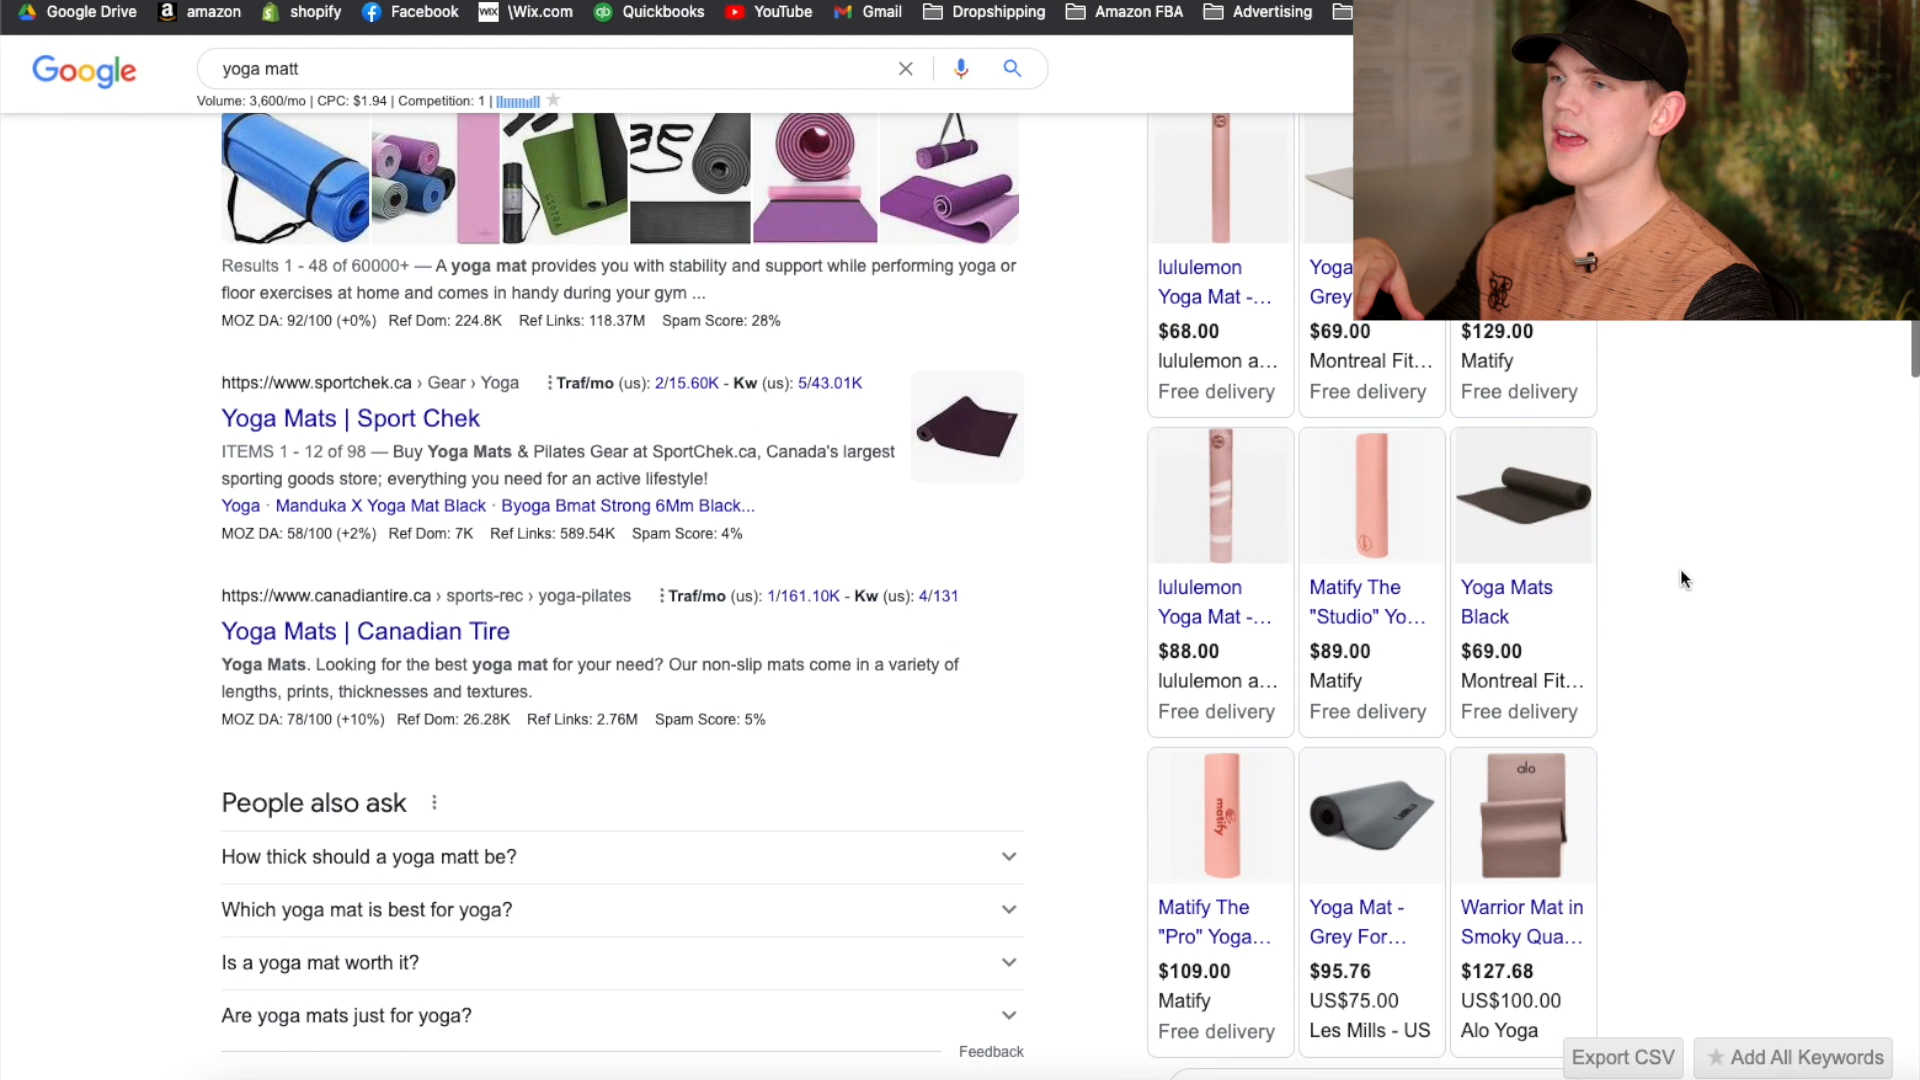 Google Drive amazon shopify Facebook \Wix.com Quickbooks YouTube Gmail Dropshipping Amazon FBA Advertising
Google
yoga matt
Volume: 3,600/mo | CPC: $1.94 | Competition: 1 |
Results 1 - 48 of 60000+ — A yoga mat provides you with stability and support while performing yoga or
floor exercises at home and comes in handy during your gym ...
MOZ DA: 92/100 (+0%) Ref Dom: 224.8K Ref Links: 118.37M Spam Score: 28%
https://www.sportchek.ca › Gear › Yoga
Traf/mo (us): 2/15.60K - Kw (us): 5/43.01K
Yoga Mats | Sport Chek
ITEMS 1 - 12 of 98 — Buy Yoga Mats & Pilates Gear at SportChek.ca, Canada's largest
sporting goods store; everything you need for an active lifestyle!
Yoga · Manduka X Yoga Mat Black · Byoga Bmat Strong 6Mm Black...
MOZ DA: 58/100 (+2%) Ref Dom: 7K Ref Links: 589.54K Spam Score: 4%
https://www.canadiantire.ca › sports-rec › yoga-pilates
Traf/mo (us): 1/161.10K - Kw (us): 4/131
Yoga Mats | Canadian Tire
Yoga Mats. Looking for the best yoga mat for your need? Our non-slip mats come in a variety of
lengths, prints, thicknesses and textures.
MOZ DA: 78/100 (+10%) Ref Dom: 26.28K Ref Links: 2.76M Spam Score: 5%
People also ask
How thick should a yoga matt be?
Which yoga mat is best for yoga?
Is a yoga mat worth it?
Are yoga mats just for yoga?
Feedback
lululemon
Yoga Mat -...
$68.00
lululemon a...
Free delivery
Yoga
Grey
$69.00
Montreal Fit...
Free delivery
$129.00
Matify
Free delivery
lululemon
Yoga Mat -...
$88.00
lululemon a...
Free delivery
Matify The
"Studio" Yo...
$89.00
Matify
Free delivery
Yoga Mats
Black
$69.00
Montreal Fit...
Free delivery
matify
Matify The
"Pro" Yoga...
$109.00
Matify
Free delivery
Yoga Mat -
Grey For...
$95.76
US$75.00
Les Mills - US
alo
Warrior Mat in
Smoky Qua...
$127.68
US$100.00
Alo Yoga
Export CSV
Add All Keywords